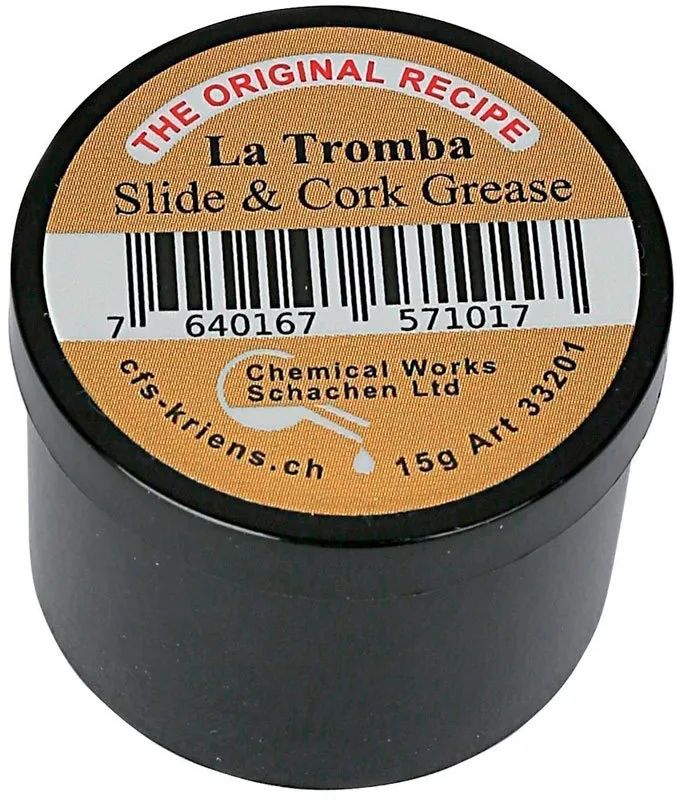 THE ORIGINAL RECIPE
La Tromba
Slide & Cork Grease
7 640167 571017
Chemical Works
Schachen Ltd
cfs-kriens.ch
15g Art 33201